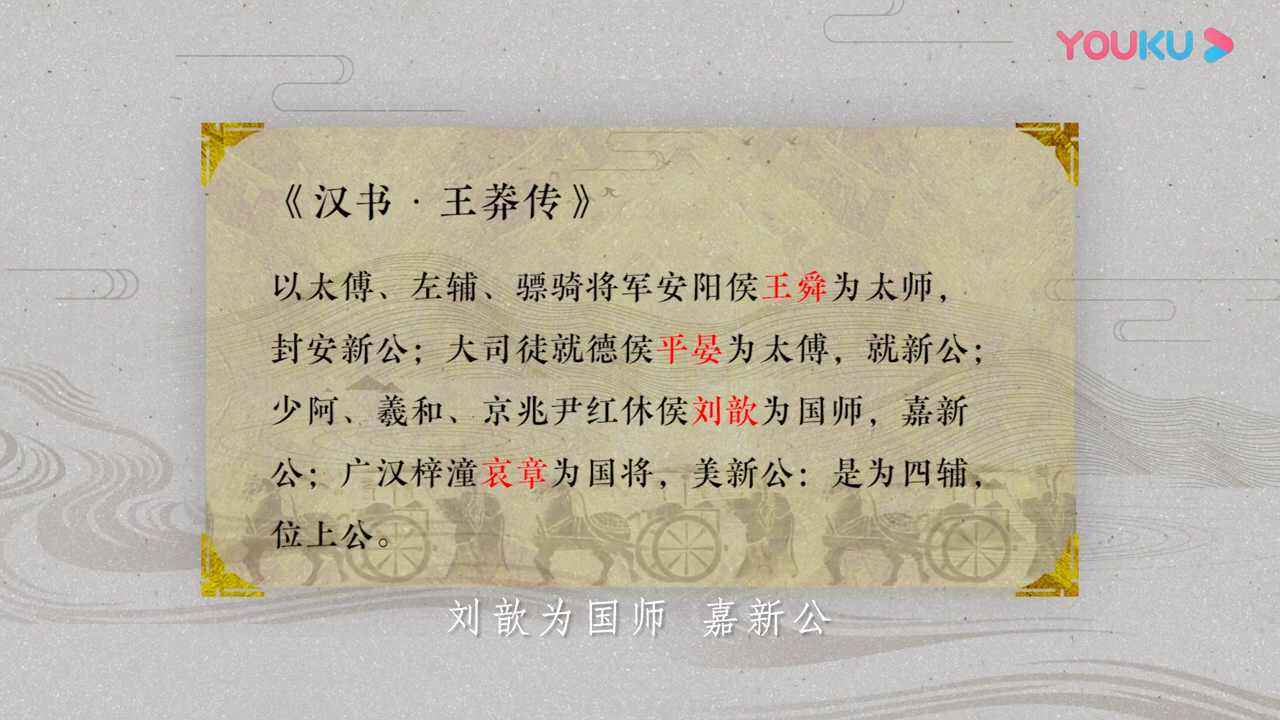 YOUKU
《汉书·王莽传》
以太傅、左辅、骠骑将军安阳侯王舜为太师，
封安新公；大司徒就德侯平晏为太傅，就新公；
少阿、羲和、京兆尹红休侯刘歆为国师，嘉新
公；广汉梓潼哀章为国将，美新公：是为四辅，
位上公。
刘歆为国师 嘉新公